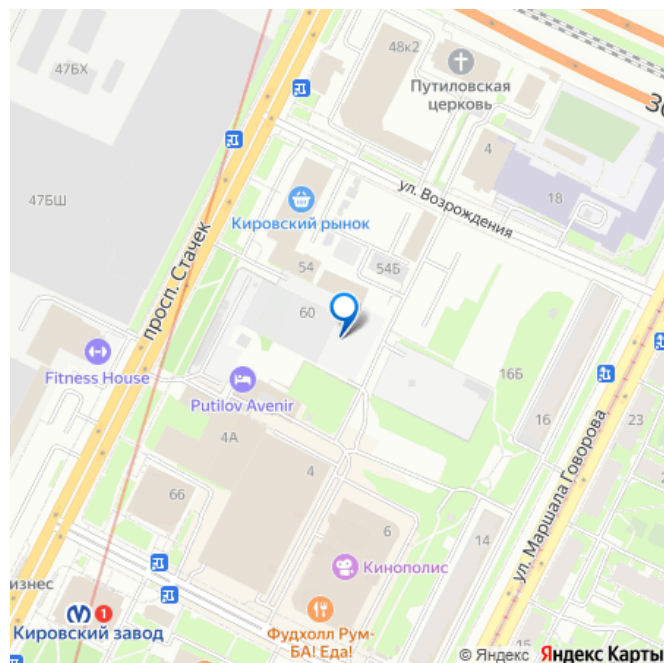 48к2
47БХ
Путиловская
церковь
4
18
ул. Возрождения
47БШ
Кировский рынок
просп. Стачек
54
54Б
60
Fitness House
Putilov Avenir
16Б
16
23
ул. Маршала Говорова
4А
4
66
6
14
Кинополис
изнес
1
Кировский завод
Фудхолл Рум-
БА! Еда!
15
© Яндекс Яндекс Карты